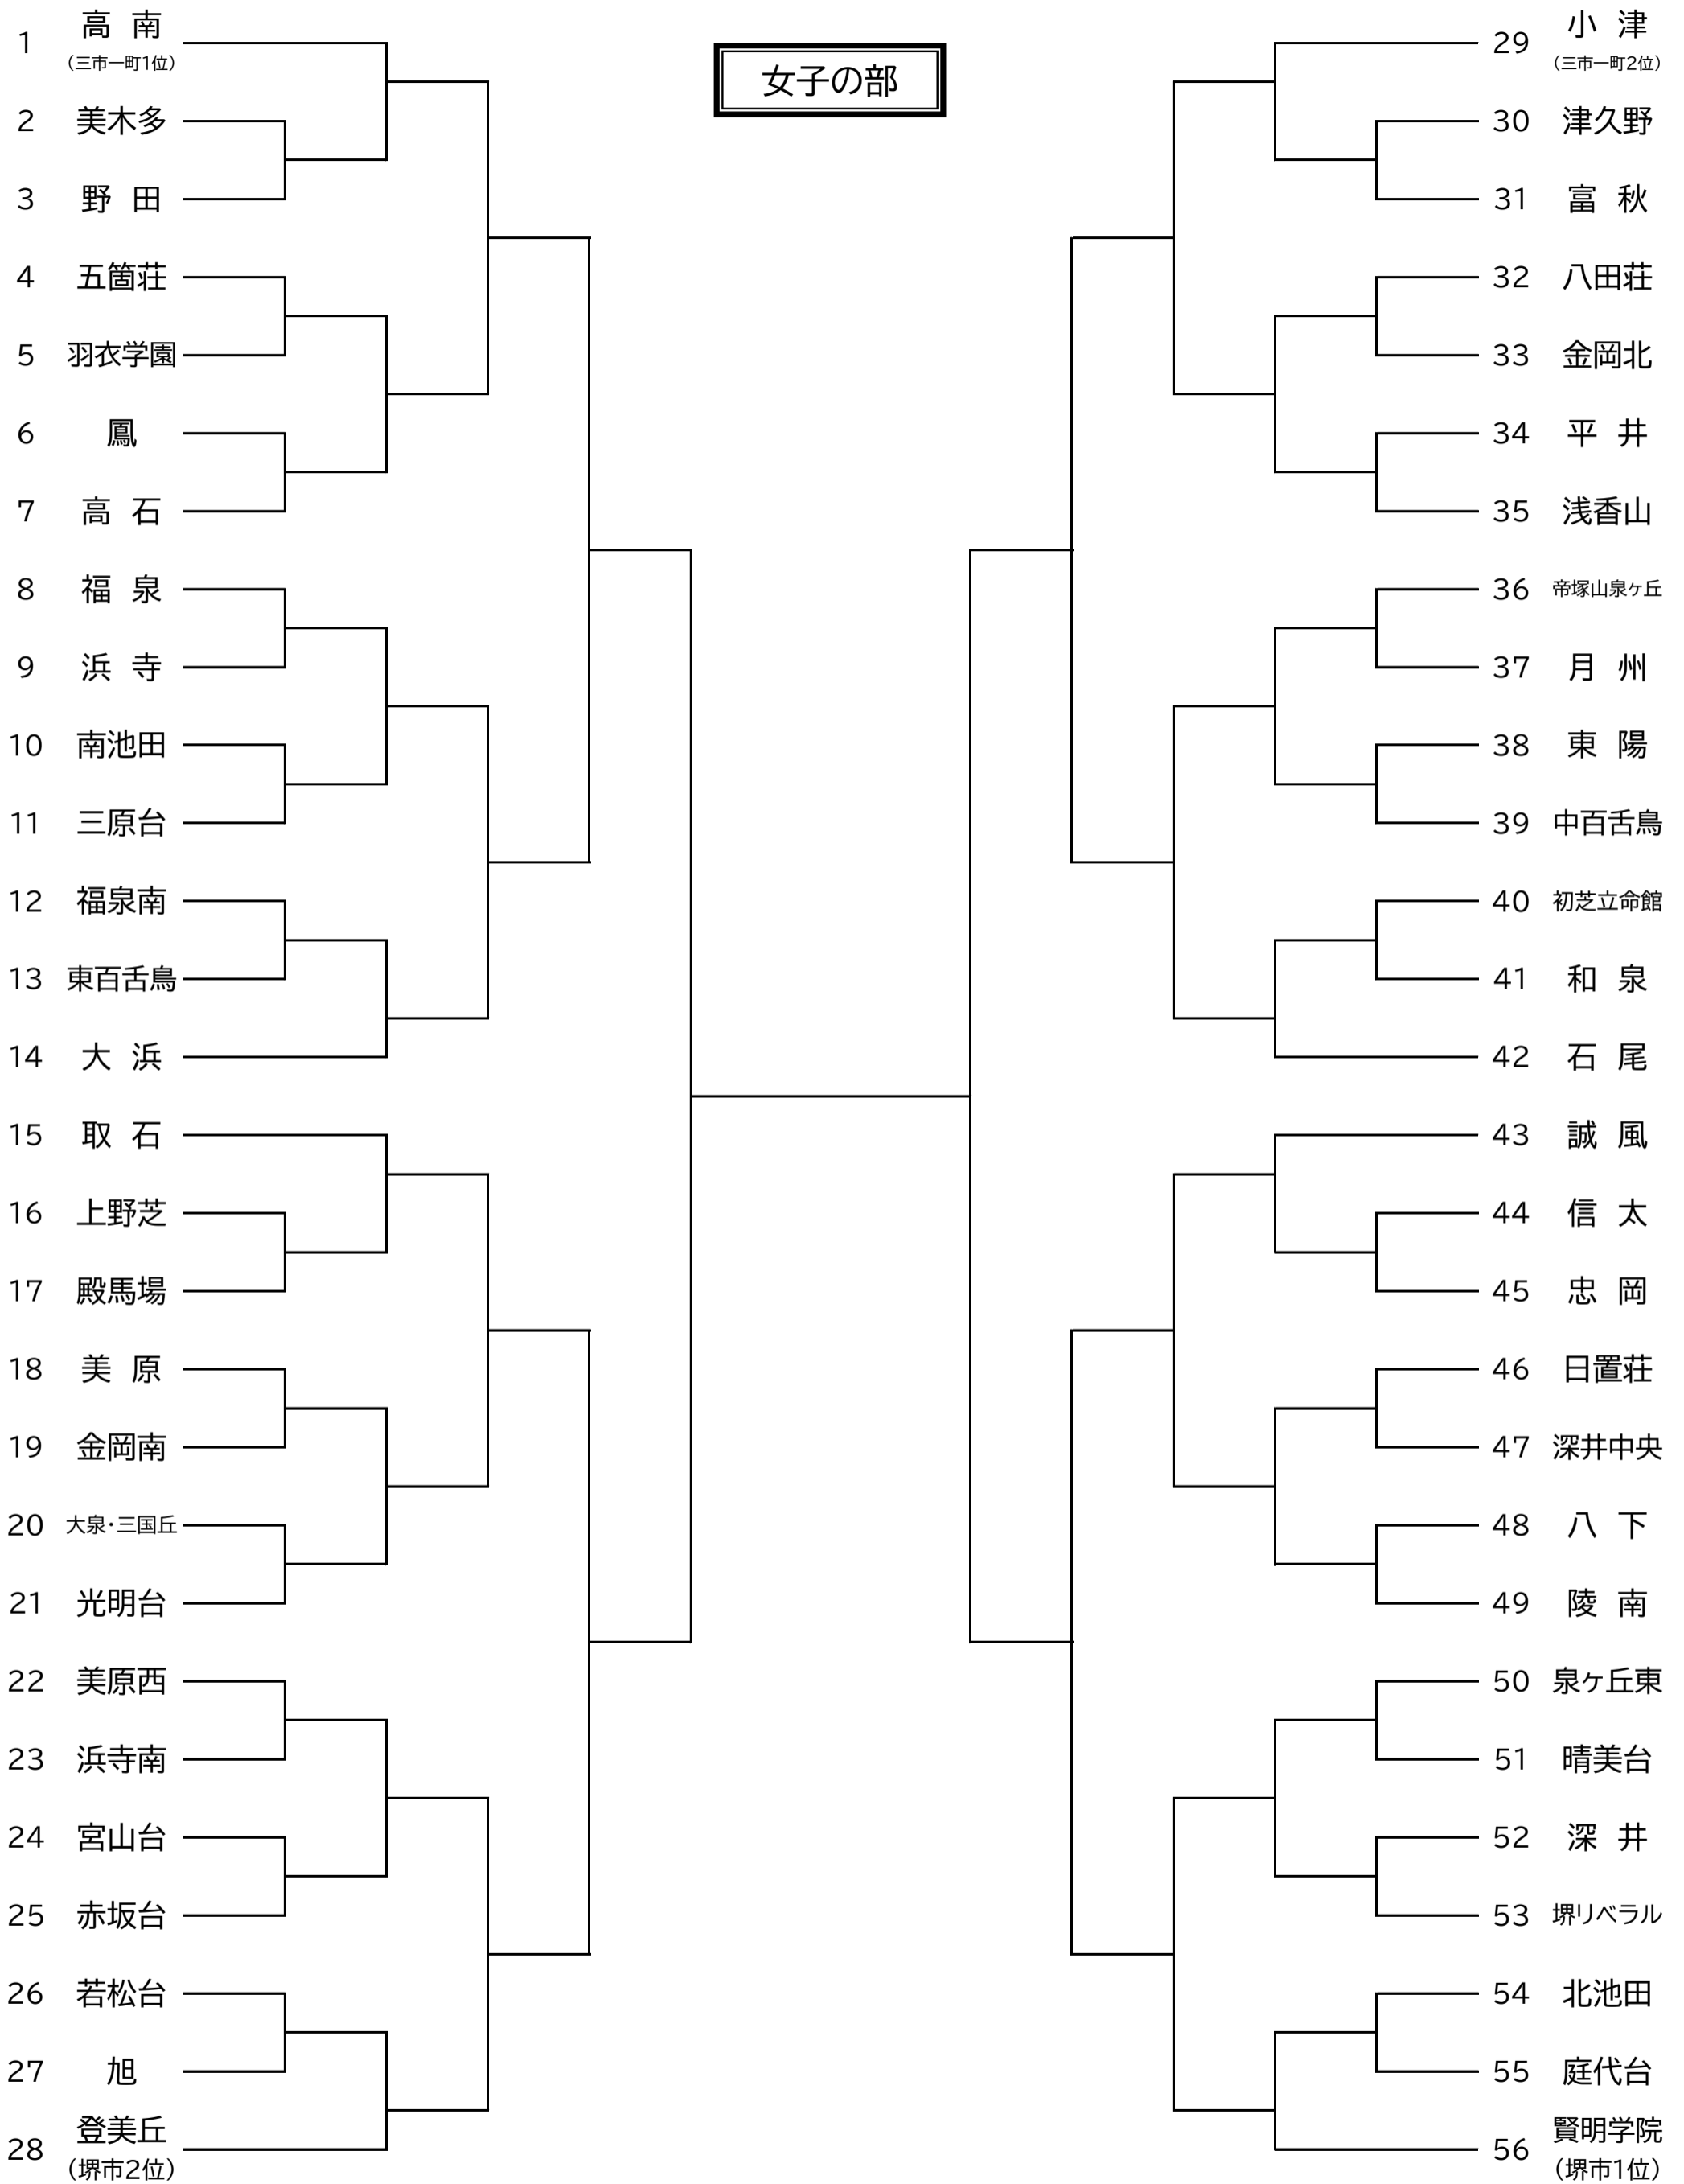 女子の部
1 高南
（三市一町1位）
2 美木多
3 野田
4 五箇荘
5 羽衣学園
6 鳳
7 高石
8 福泉
9 浜寺
10 南池田
11 三原台
12 福泉南
13 東百舌鳥
14 大浜
15 取石
16 上野芝
17 殿馬場
18 美原
19 金岡南
20 大泉・三国丘
21 光明台
22 美原西
23 浜寺南
24 宮山台
25 赤坂台
26 若松台
27 旭
28 登美丘
（堺市2位）
29 小津
（三市一町2位）
30 津久野
31 富秋
32 八田荘
33 金岡北
34 平井
35 浅香山
36 帝塚山泉ヶ丘
37 月州
38 東陽
39 中百舌鳥
40 初芝立命館
41 和泉
42 石尾
43 誠風
44 信太
45 忠岡
46 日置荘
47 深井中央
48 八下
49 陵南
50 泉ヶ丘東
51 晴美台
52 深井
53 堺リベラル
54 北池田
55 庭代台
56 賢明学院
（堺市1位）